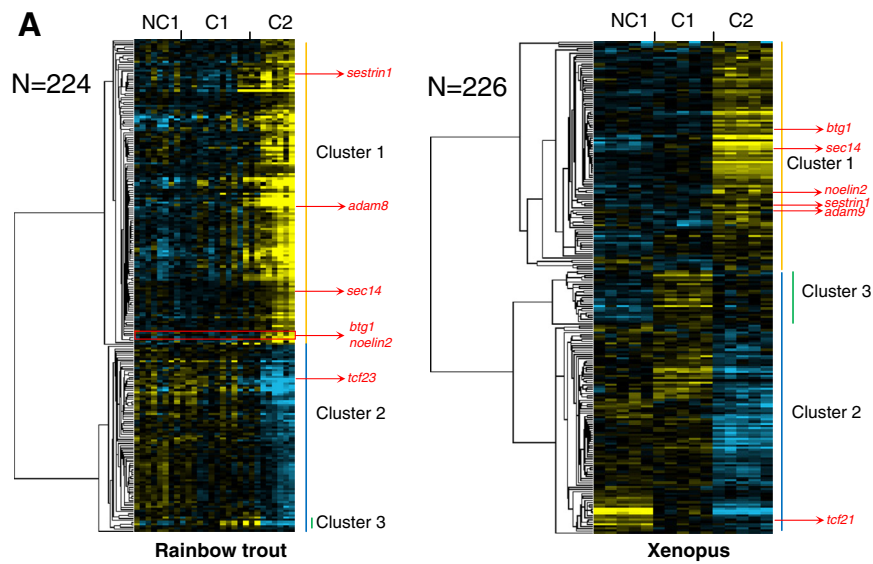 A
NC1 C1 C2
N=224
sestrin1
Cluster 1
adam8
sec14
btg1
noelin2
tcf23
Cluster 2
Cluster 3
Rainbow trout
NC1 C1 C2
N=226
btg1
sec14
Cluster 1
noelin2
sestrin1
adam9
Cluster 3
Cluster 2
tcf21
Xenopus